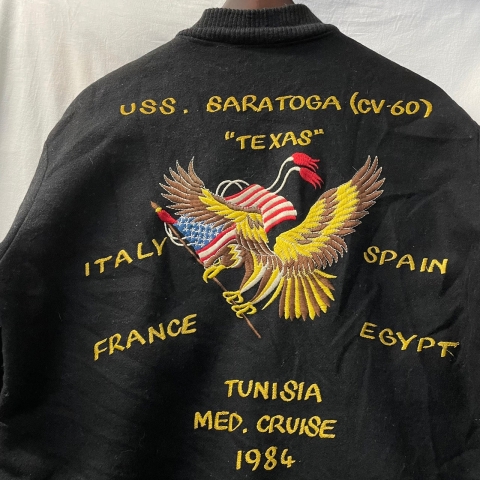 USS. SARATOGA (CV-60)
"TEXAS"
ITALY
SPAIN
FRANCE
EGYPT
TUNISIA
MED. CRUISE
1984